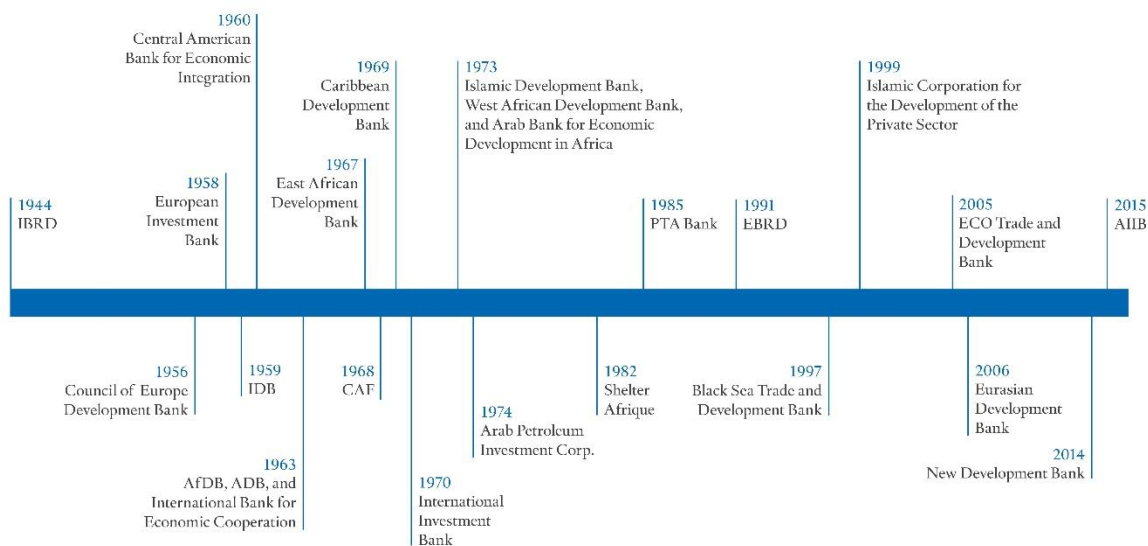 1944
IBRD
1956
Council of Europe
Development Bank
1958
European
Investment
Bank
1959
IDB
1960
Central American
Bank for Economic
Integration
1963
AfDB, ADB, and
International Bank for
Economic Cooperation
1967
East African
Development
Bank
1968
CAF
1969
Caribbean
Development
Bank
1970
International
Investment
Bank
1973
Islamic Development Bank,
West African Development Bank,
and Arab Bank for Economic
Development in Africa
1974
Arab Petroleum
Investment Corp.
1982
Shelter
Afrique
1985
PTA Bank
1991
EBRD
1997
Black Sea Trade and
Development Bank
1999
Islamic Corporation for
the Development of the
Private Sector
2005
ECO Trade and
Development
Bank
2006
Eurasian
Development
Bank
2014
New Development Bank
2015
AIIB